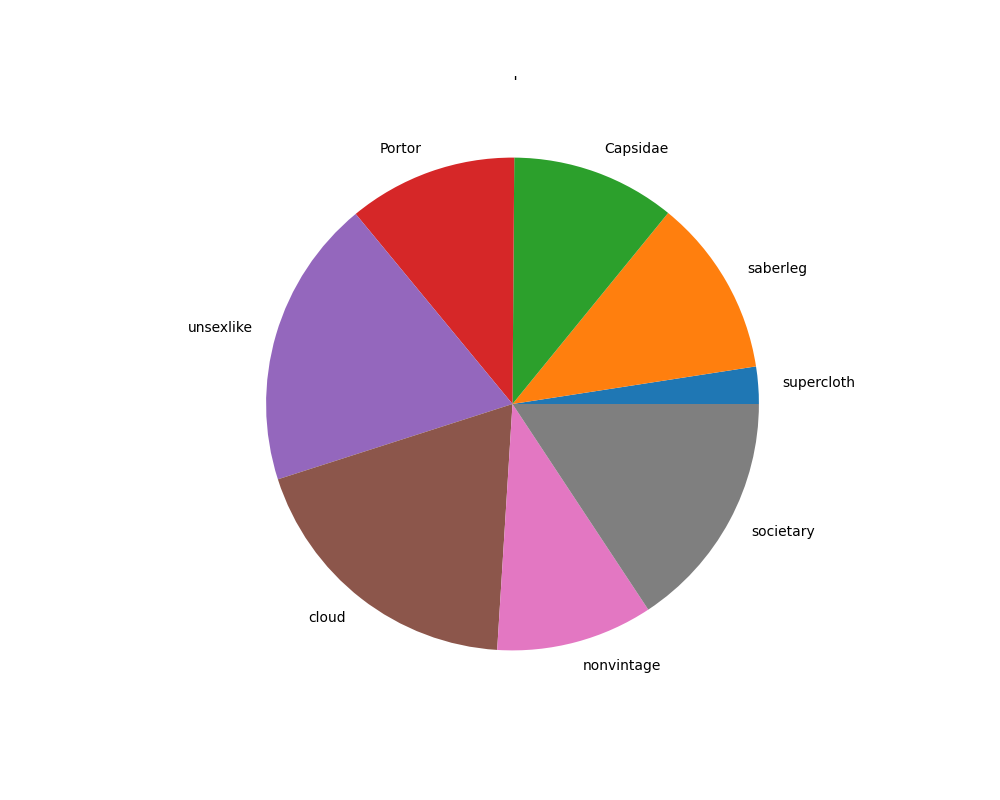 Portor
Capsidae
saberleg
unsexlike
supercloth
societary
cloud
nonvintage